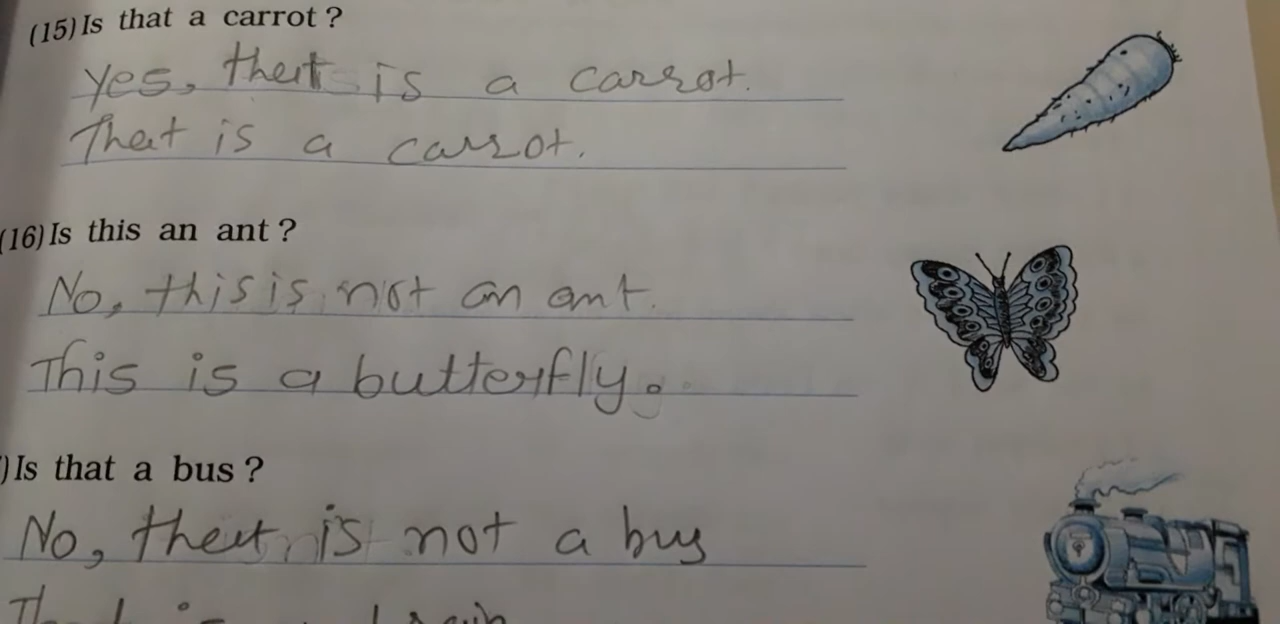 (15) Is that a carrot ?
Yes, that is a carrot.
That is a carrot.
(16) Is this an ant ?
No, this is not an ant.
This is a butterfly.
) Is that a bus ?
No, that is not a bus